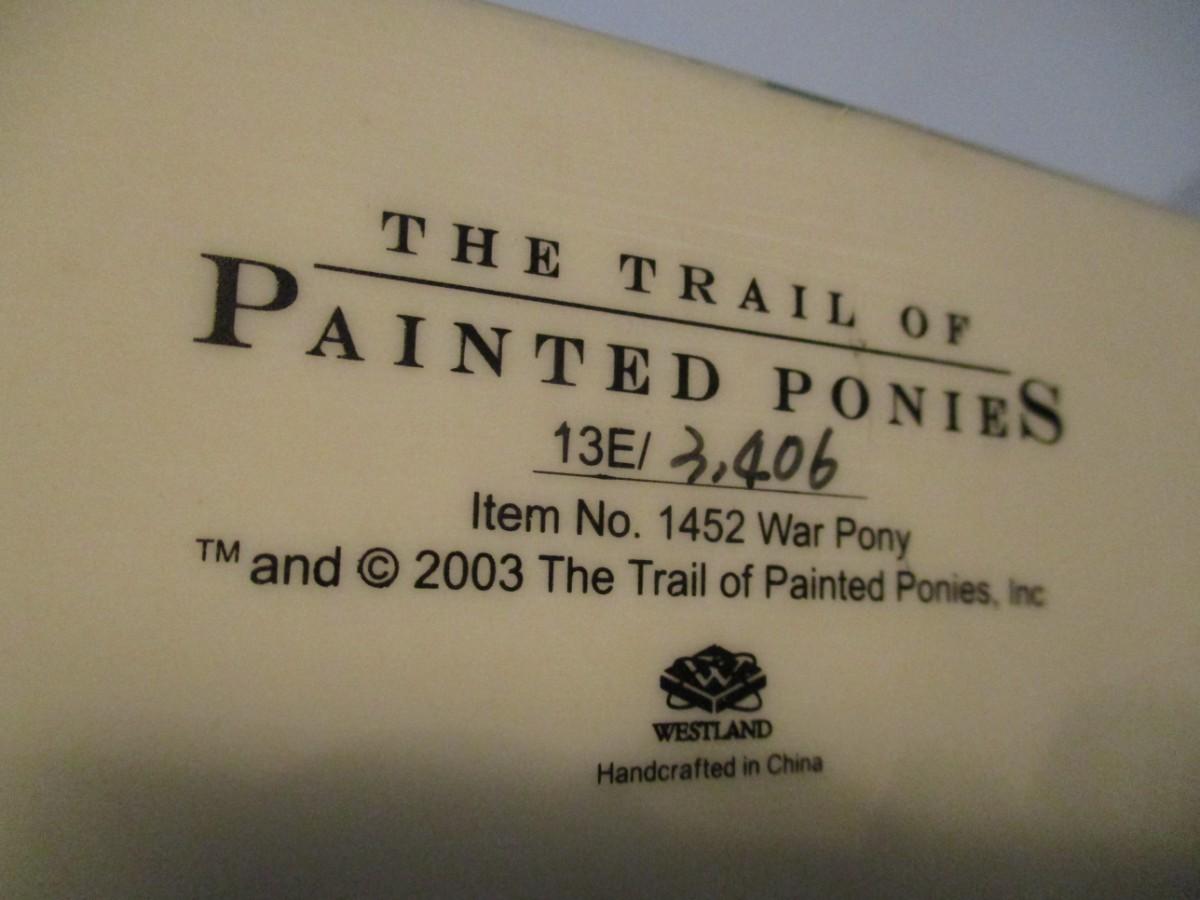 THE TRAIL OF
PAINTED PONIES
13E/ 3,406
Item No. 1452 War Pony
™ and © 2003 The Trail of Painted Ponies, Inc
W
WESTLAND
Handcrafted in China